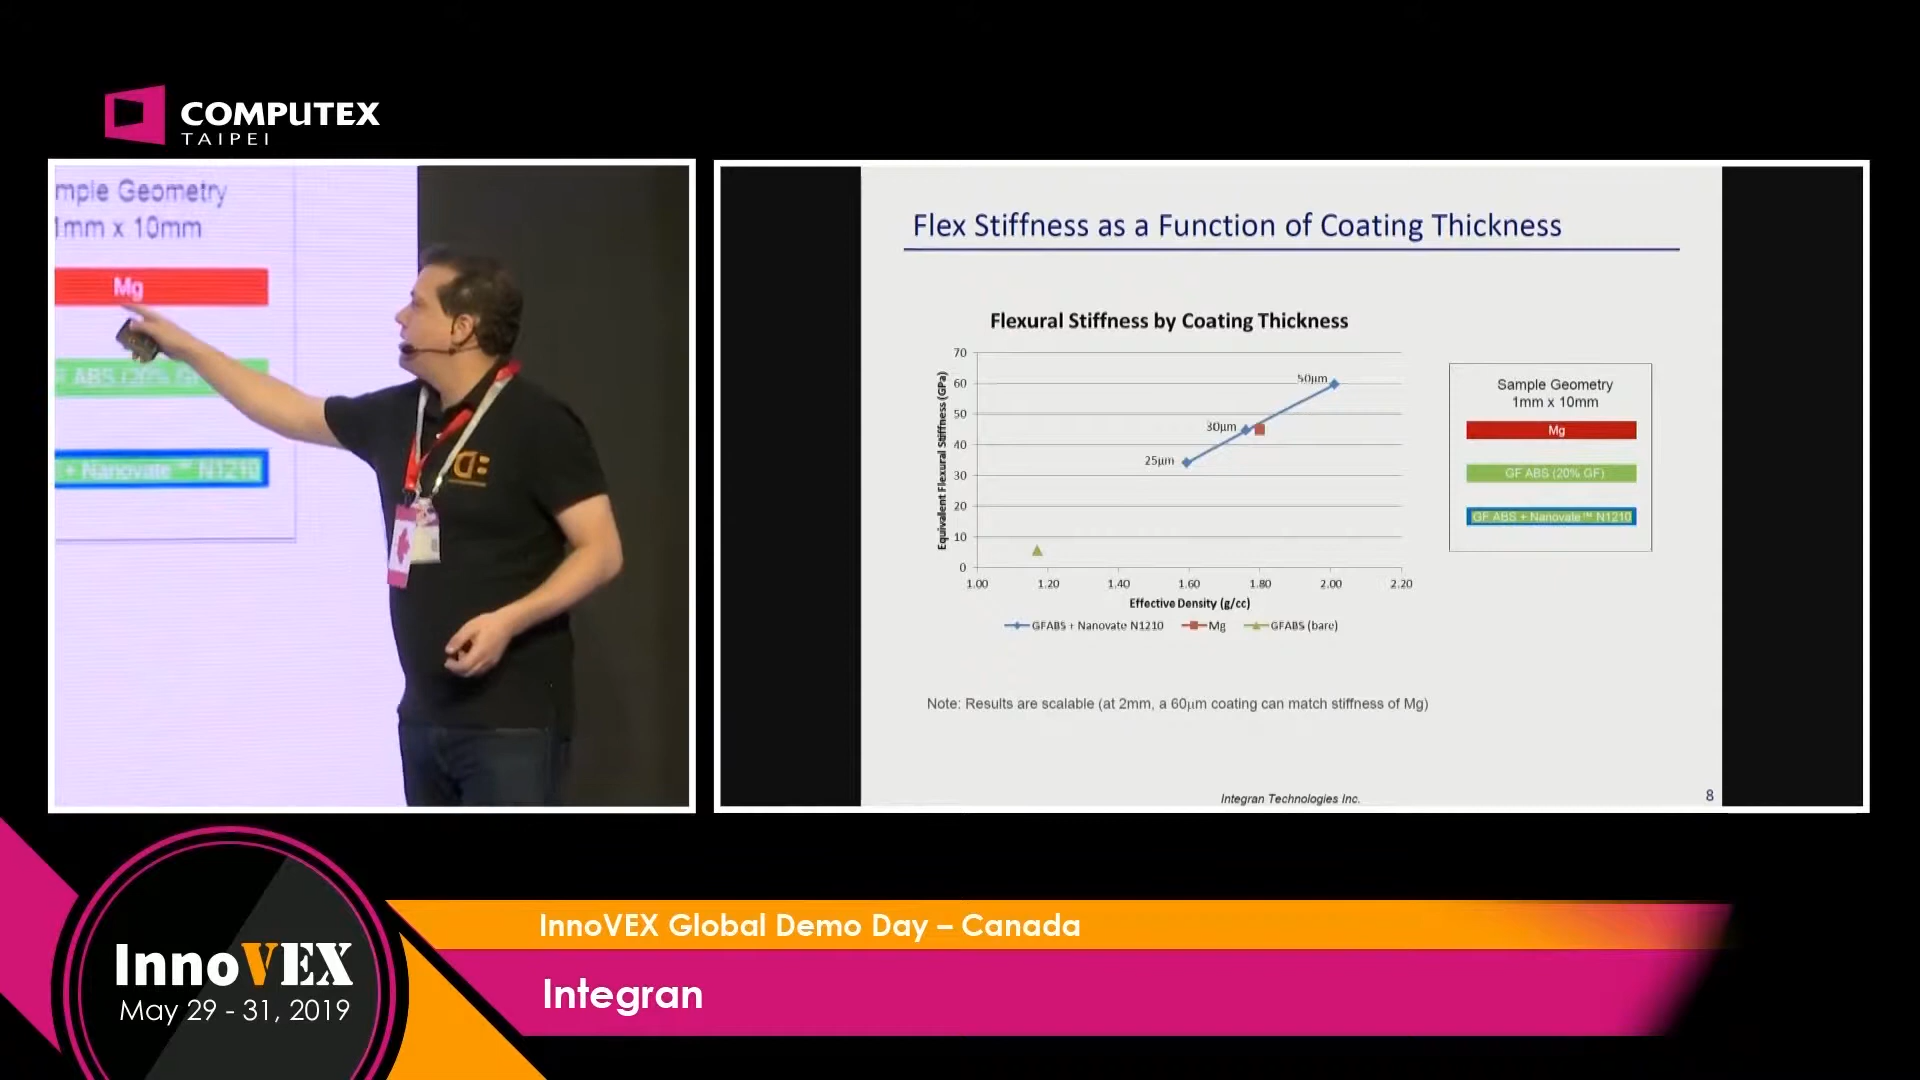 COMPUTEX
TAIPEI
mple Geometry
1mm x 10mm
Mg
ABS (20% GF
+ Nanovate™ N1210
Flex Stiffness as a Function of Coating Thickness
Flexural Stiffness by Coating Thickness
Equivalent Flexural Stiffness (GPa)
70
60
50
40
30
20
10
0
50µm
30µm
25µm
1.00 1.20 1.40 1.60 1.80 2.00 2.20
Effective Density (g/cc)
GFABS + Nanovate N1210 Mg GFABS (bare)
Sample Geometry
1mm x 10mm
Mg
GF ABS (20% GF)
GF ABS + Nanovate™ N1210
Note: Results are scalable (at 2mm, a 60µm coating can match stiffness of Mg)
Integran Technologies Inc.
8
InnoVEX
May 29 - 31, 2019
InnoVEX Global Demo Day – Canada
Integran